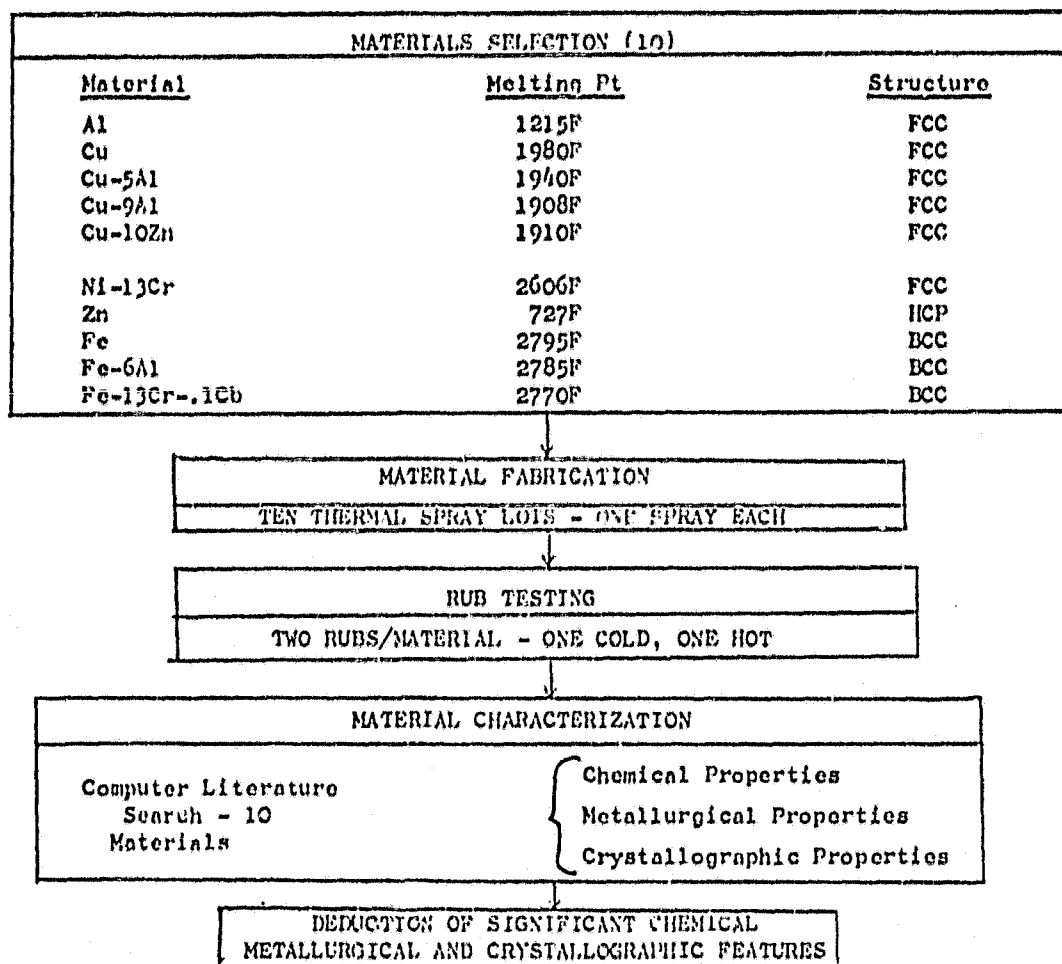 MATERIALS SELECTION (10)
Material Melting Pt Structure
Al 1215F FCC
Cu 1980F FCC
Cu-5Al 1940F FCC
Cu-9Al 1908F FCC
Cu-10Zn 1910F FCC
Ni-13Cr 2606F FCC
Zn 727F HCP
Fe 2795F BCC
Fe-6Al 2785F BCC
Fe-13Cr-.1Cb 2770F BCC
MATERIAL FABRICATION
TEN THERMAL SPRAY LOTS - ONE SPRAY EACH
RUB TESTING
TWO RUBS/MATERIAL - ONE COLD, ONE HOT
MATERIAL CHARACTERIZATION
Computer Literature
Search - 10
Materials
Chemical Properties
Metallurgical Properties
Crystallographic Properties
DEDUCTION OF SIGNIFICANT CHEMICAL
METALLURGICAL AND CRYSTALLOGRAPHIC FEATURES